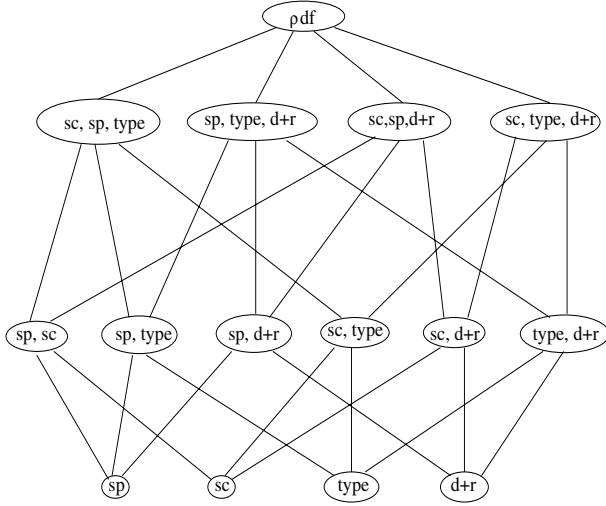 ρdf
sc, sp, type
sp, type, d+r
sc,sp,d+r
sc, type, d+r
sp, sc
sp, type
sp, d+r
sc, type
sc, d+r
type, d+r
sp
sc
type
d+r